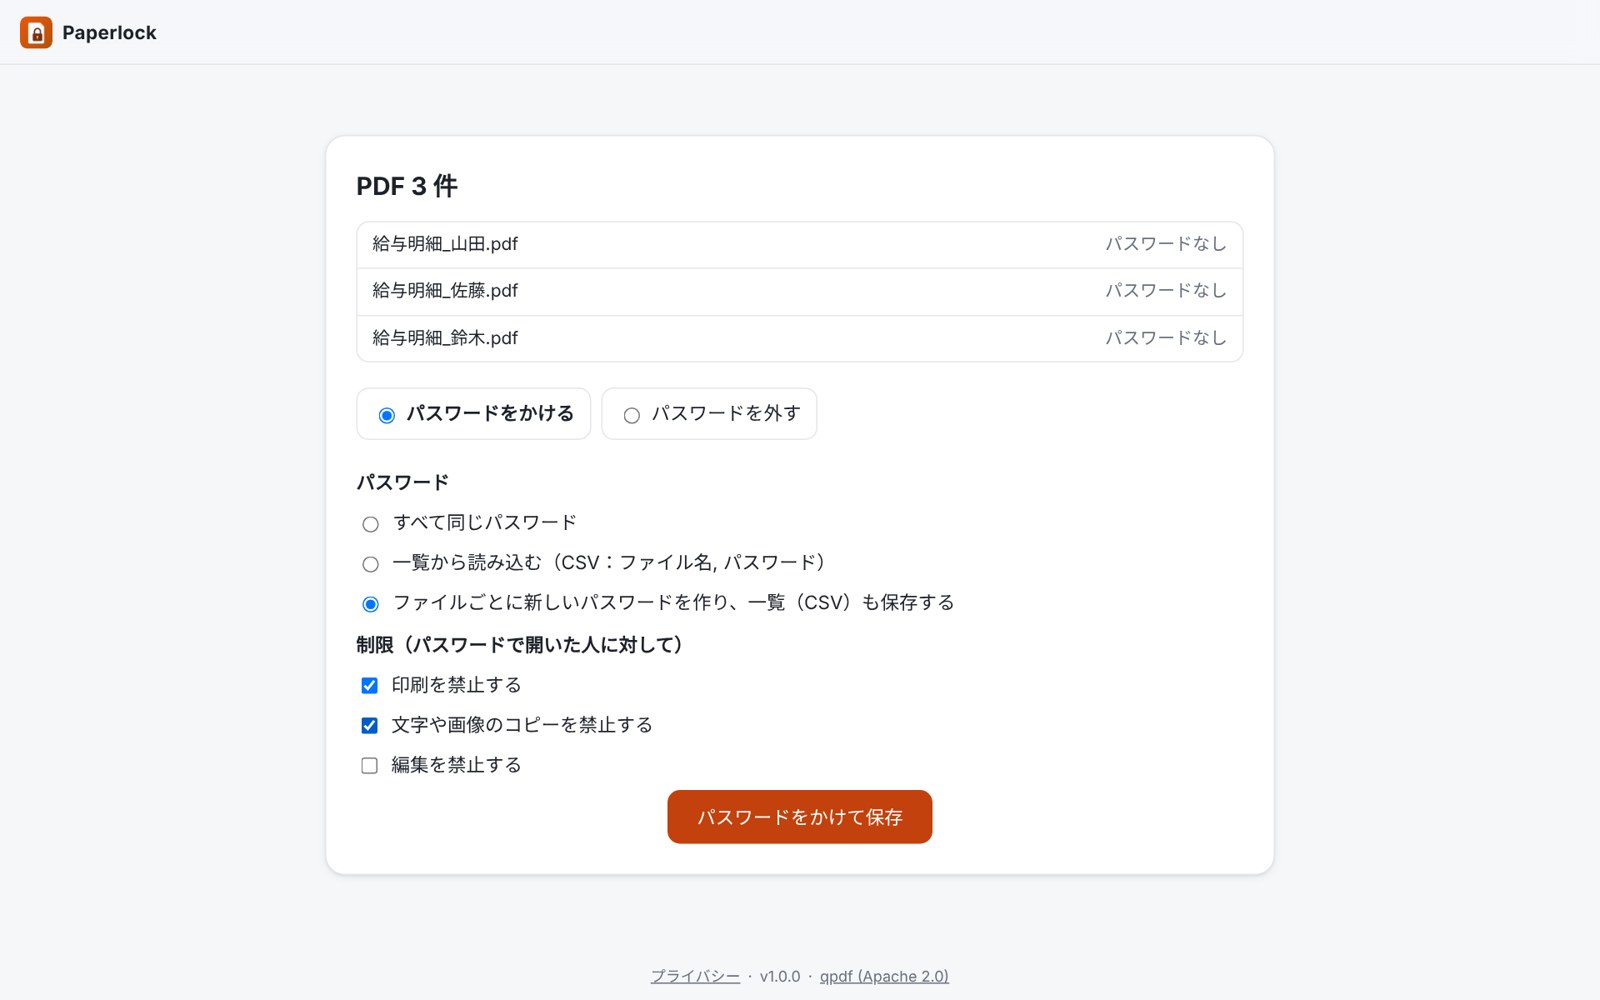 Paperlock
PDF 3 件
給与明細_山田.pdf パスワードなし
給与明細_佐藤.pdf パスワードなし
給与明細_鈴木.pdf パスワードなし
パスワードをかける パスワードを外す
パスワード
すべて同じパスワード
一覧から読み込む（CSV：ファイル名, パスワード）
ファイルごとに新しいパスワードを作り、一覧（CSV）も保存する
制限（パスワードで開いた人に対して）
印刷を禁止する
文字や画像のコピーを禁止する
編集を禁止する
パスワードをかけて保存
プライバシー · v1.0.0 · qpdf (Apache 2.0)